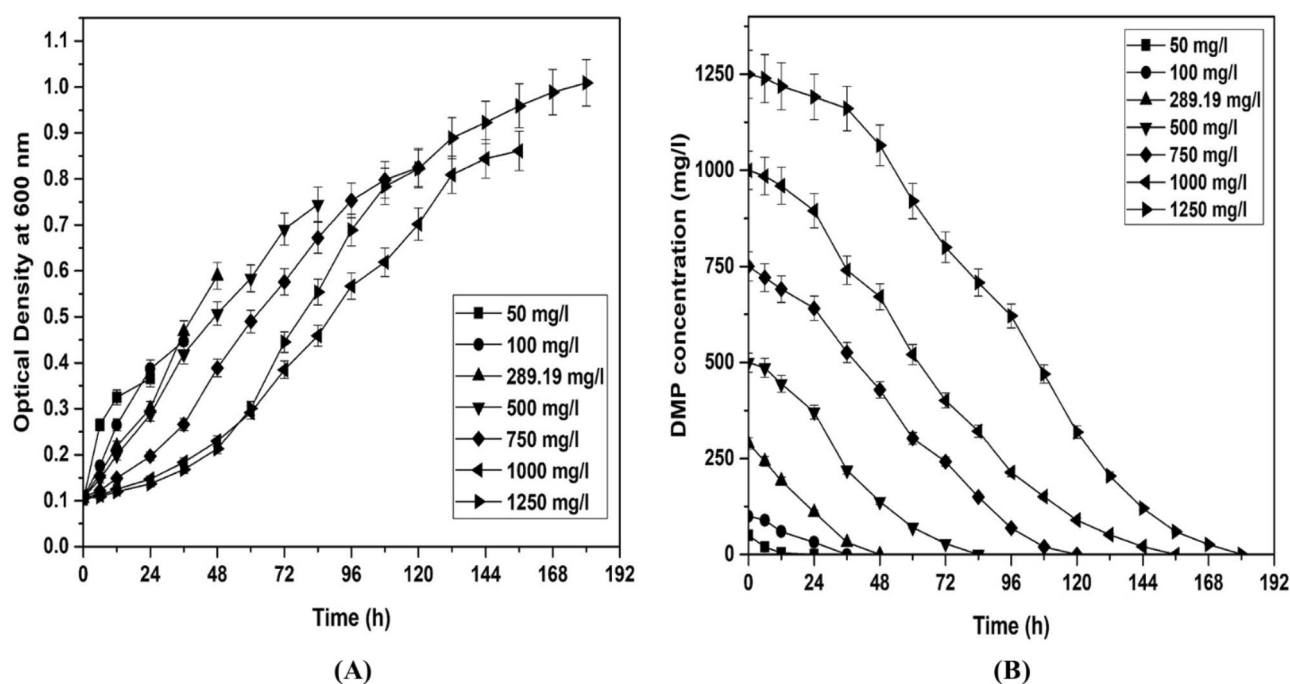 Optical Density at 600 nm
1.1
1.0
0.9
0.8
0.7
0.6
0.5
0.4
0.3
0.2
0.1
0.0
50 mg/l
100 mg/l
289.19 mg/l
500 mg/l
750 mg/l
1000 mg/l
1250 mg/l
0 24 48 72 96 120 144 168 192
Time (h)
(A)
DMP concentration (mg/l)
1250
1000
750
500
250
0
50 mg/l
100 mg/l
289.19 mg/l
500 mg/l
750 mg/l
1000 mg/l
1250 mg/l
0 24 48 72 96 120 144 168 192
Time (h)
(B)